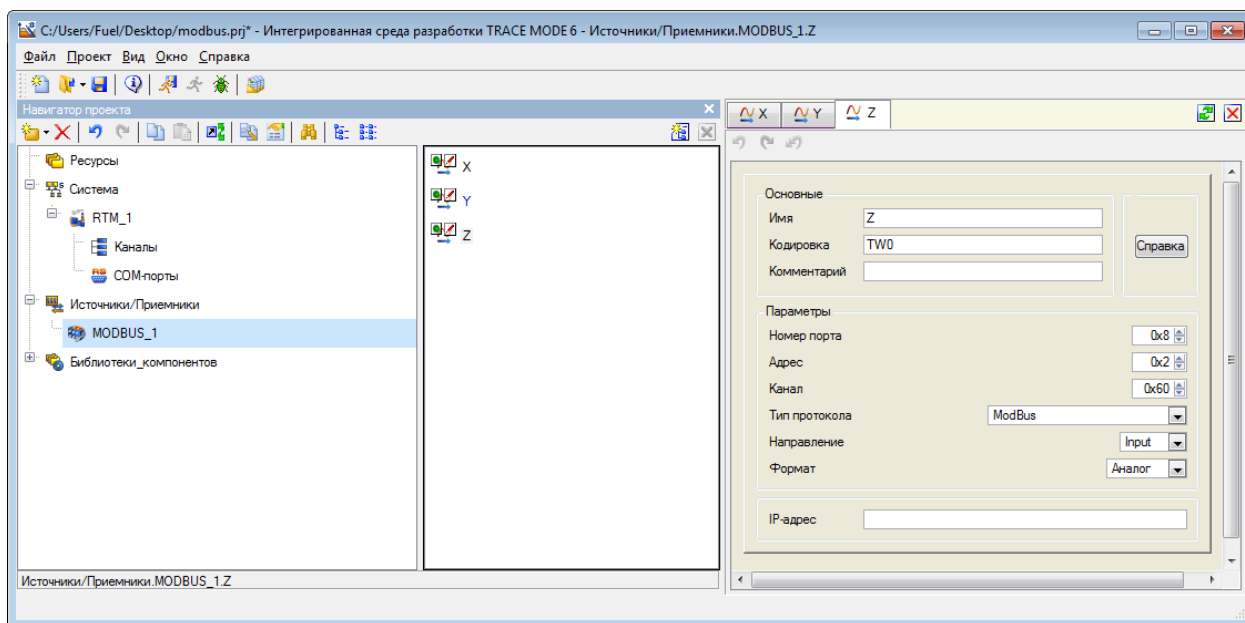 C:/Users/Fuel/Desktop/modbus.prj* - Интегрированная среда разработки TRACE MODE 6 - Источники/Приемники.MODBUS_1.Z
Файл Проект Вид Окно Справка
Навигатор проекта
Ресурсы
Система
RTM_1
Каналы
COM-порты
Источники/Приемники
MODBUS_1
Библиотеки_компонентов
X
Y
Z
Источники/Приемники.MODBUS_1.Z
X Y Z
Основные
Имя Z
Кодировка TW0
Комментарий
Справка
Параметры
Номер порта 0x8
Адрес 0x2
Канал 0x60
Тип протокола ModBus
Направление Input
Формат Аналог
IP-адрес